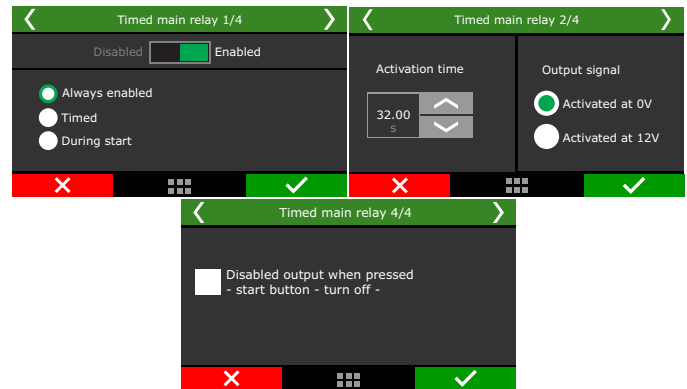 Timed main relay 1/4
Disabled Enabled
Always enabled
Timed
During start
Timed main relay 2/4
Activation time
32.00
s
Output signal
Activated at 0V
Activated at 12V
Timed main relay 4/4
Disabled output when pressed
- start button - turn off -